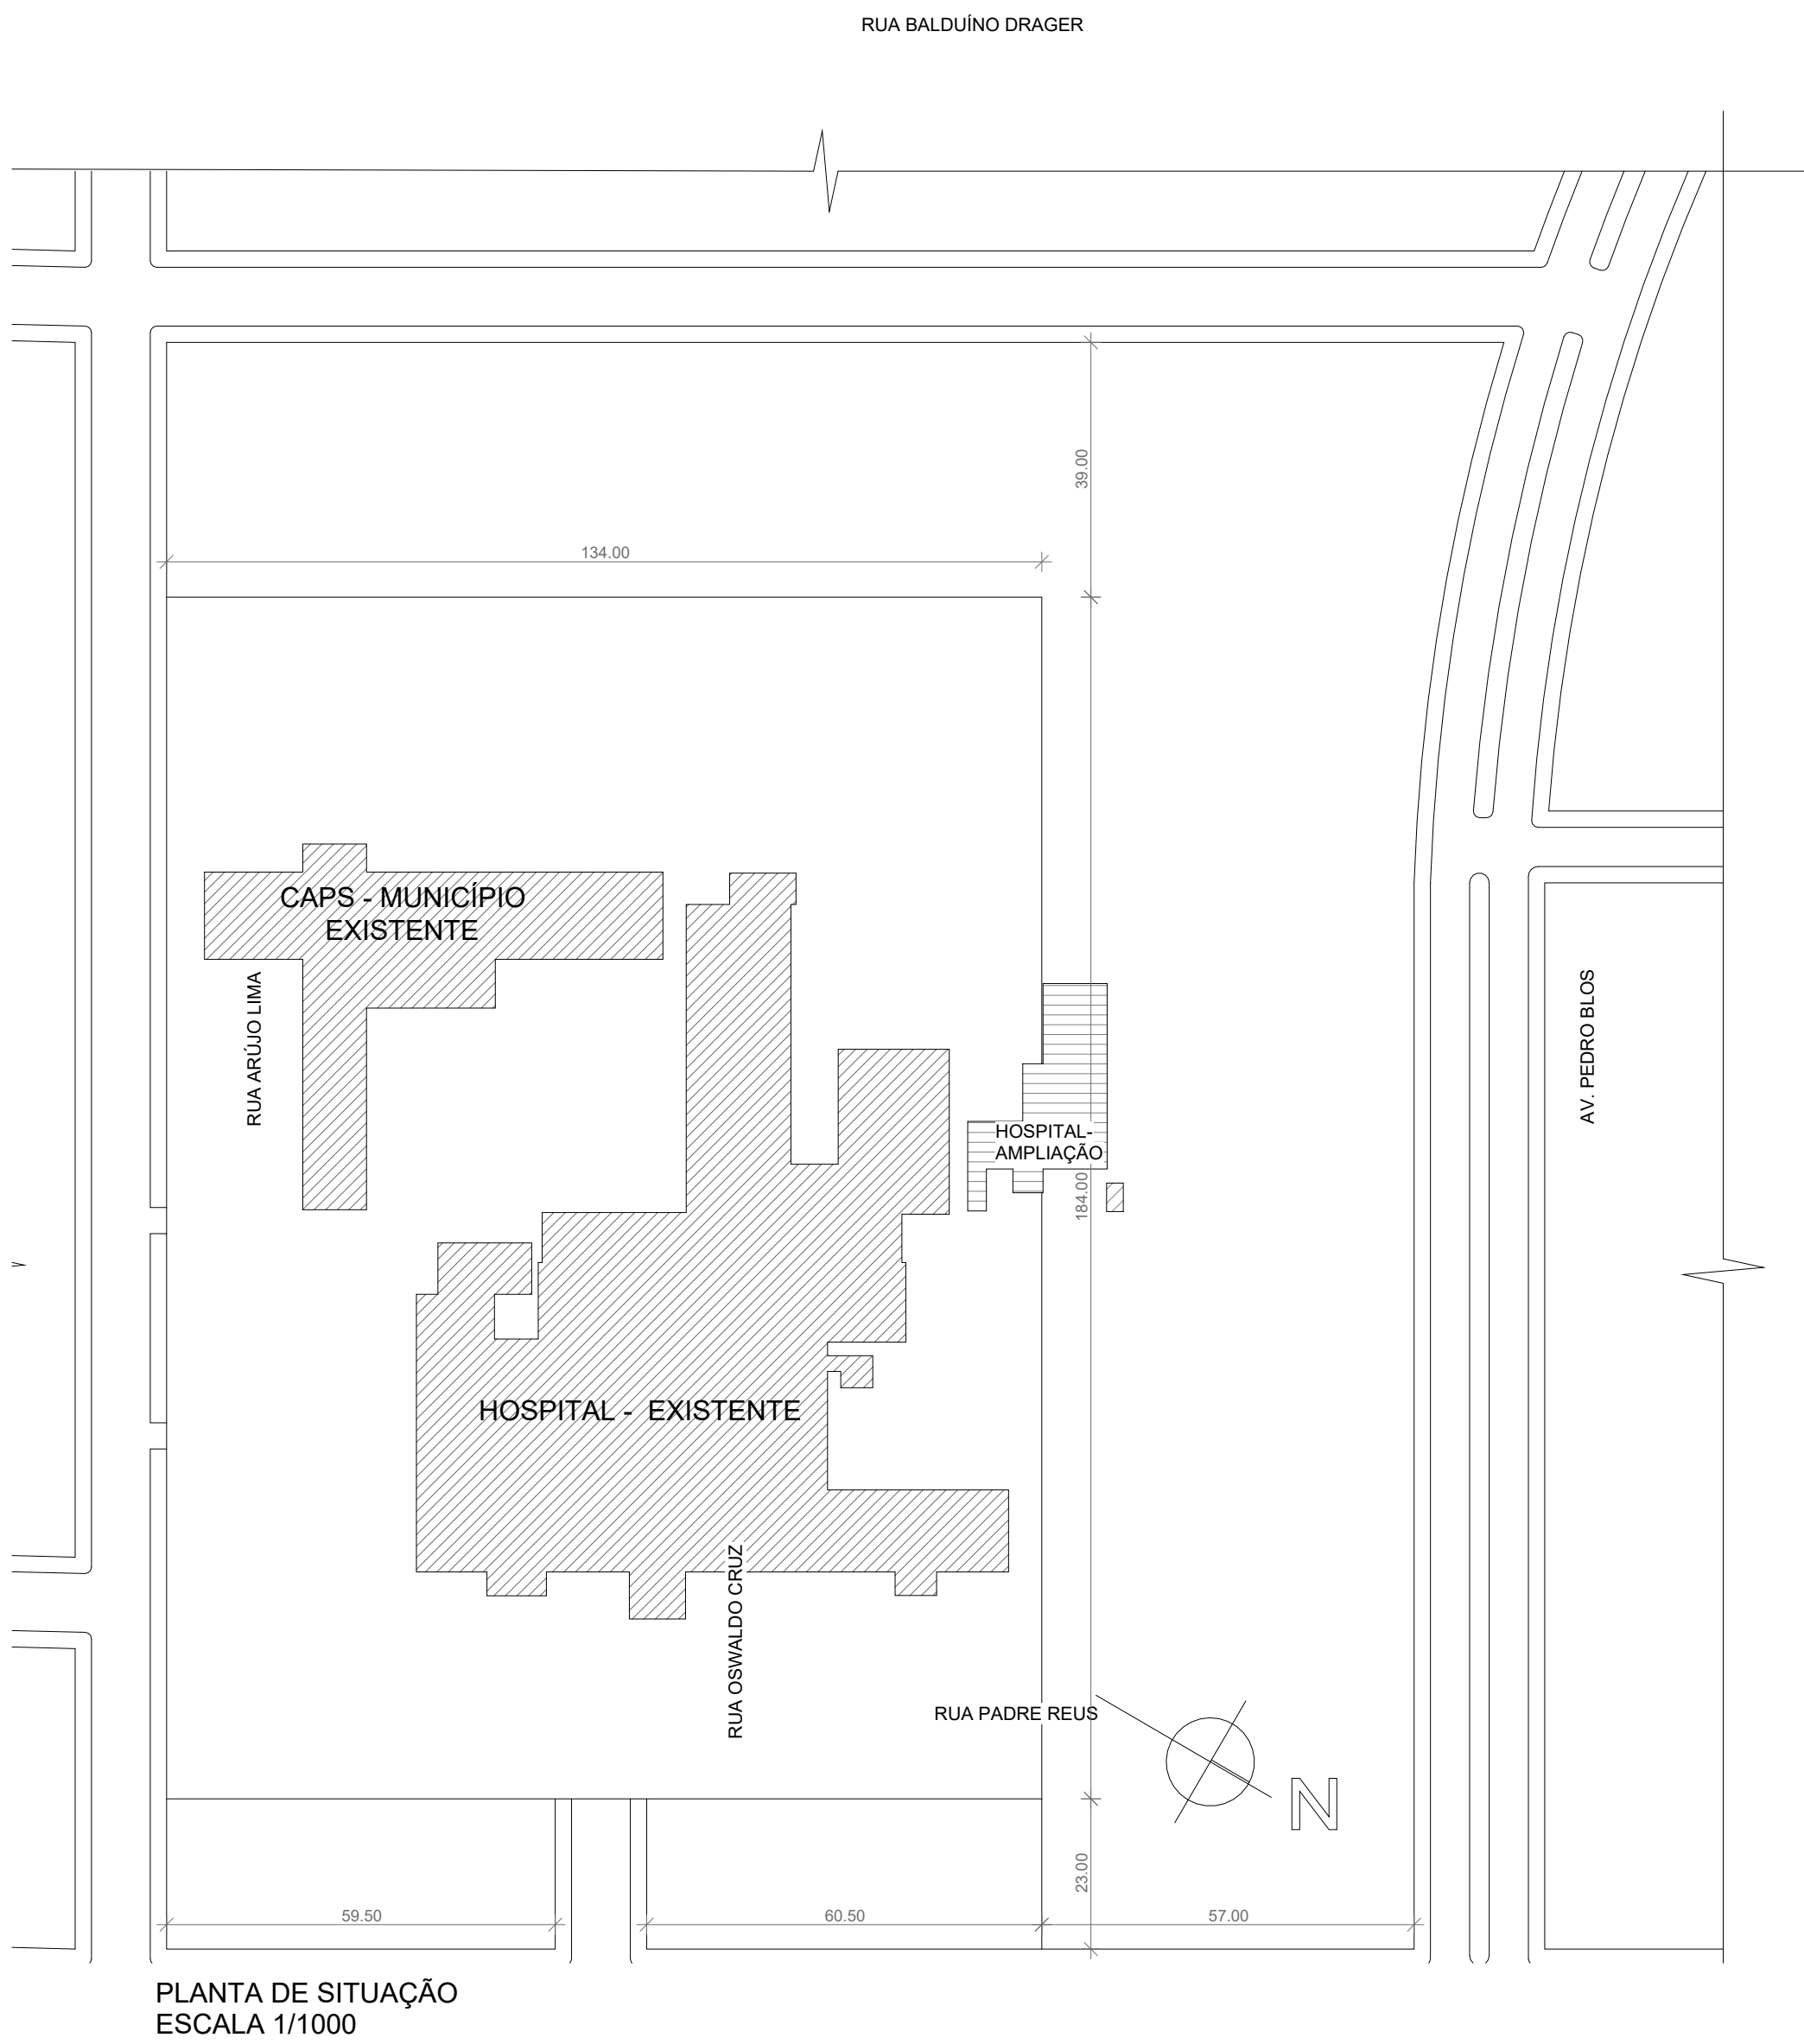 RUA BALDUÍNO DRAGER
39.00
134.00
CAPS - MUNICÍPIO
EXISTENTE
RUA ARÚJO LIMA
AV. PEDRO BLOS
HOSPITAL-
AMPLIAÇÃO
184.00
HOSPITAL - EXISTENTE
RUA OSWALDO CRUZ
RUA PADRE REUS
N
23.00
59.50
60.50
57.00
PLANTA DE SITUAÇÃO
ESCALA 1/1000